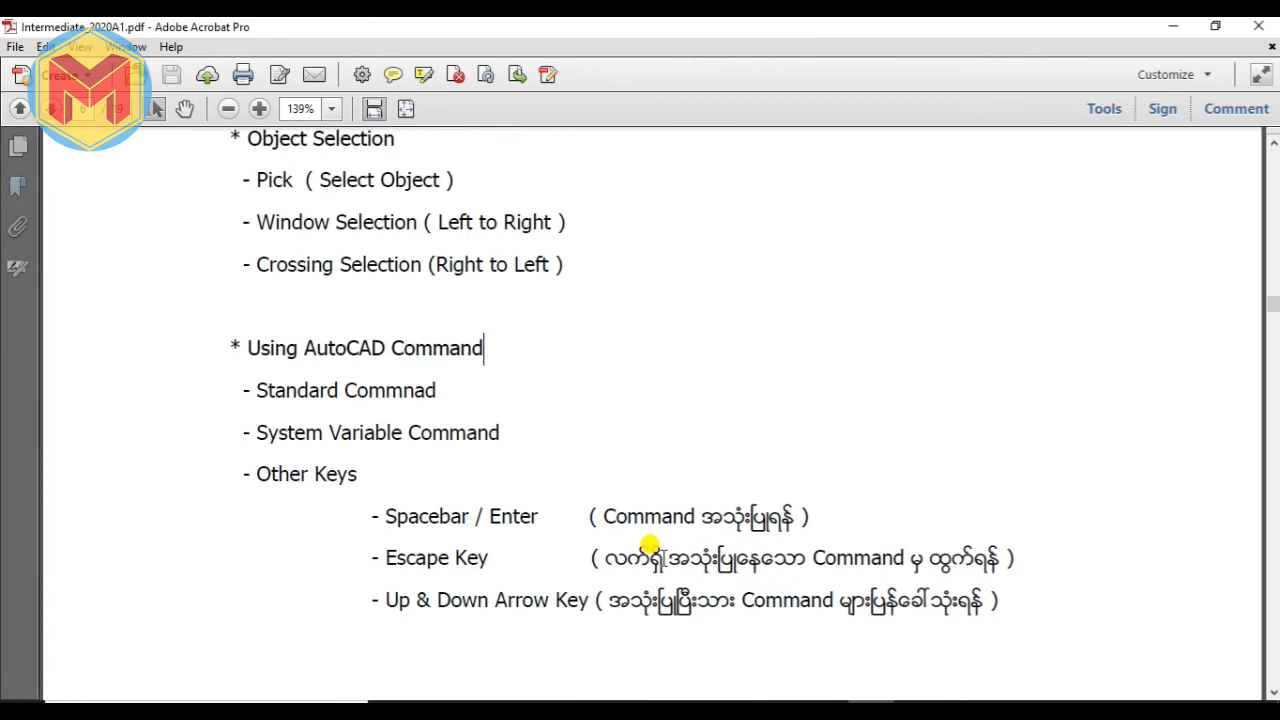 Intermediate_2020A1.pdf - Adobe Acrobat Pro
File Edit View Window Help
Create Customize
6 / 19 139% Tools Sign Comment
* Object Selection
- Pick ( Select Object )
- Window Selection ( Left to Right )
- Crossing Selection (Right to Left )
* Using AutoCAD Command
- Standard Commnad
- System Variable Command
- Other Keys
- Spacebar / Enter ( Command အသုံးပြုရန် )
- Escape Key ( လက်ရှိ အသုံးပြုနေသော Command မှ ထွက်ရန် )
- Up & Down Arrow Key ( အသုံးပြုပြီးသား Command များပြန်ခေါ် သုံးရန် )